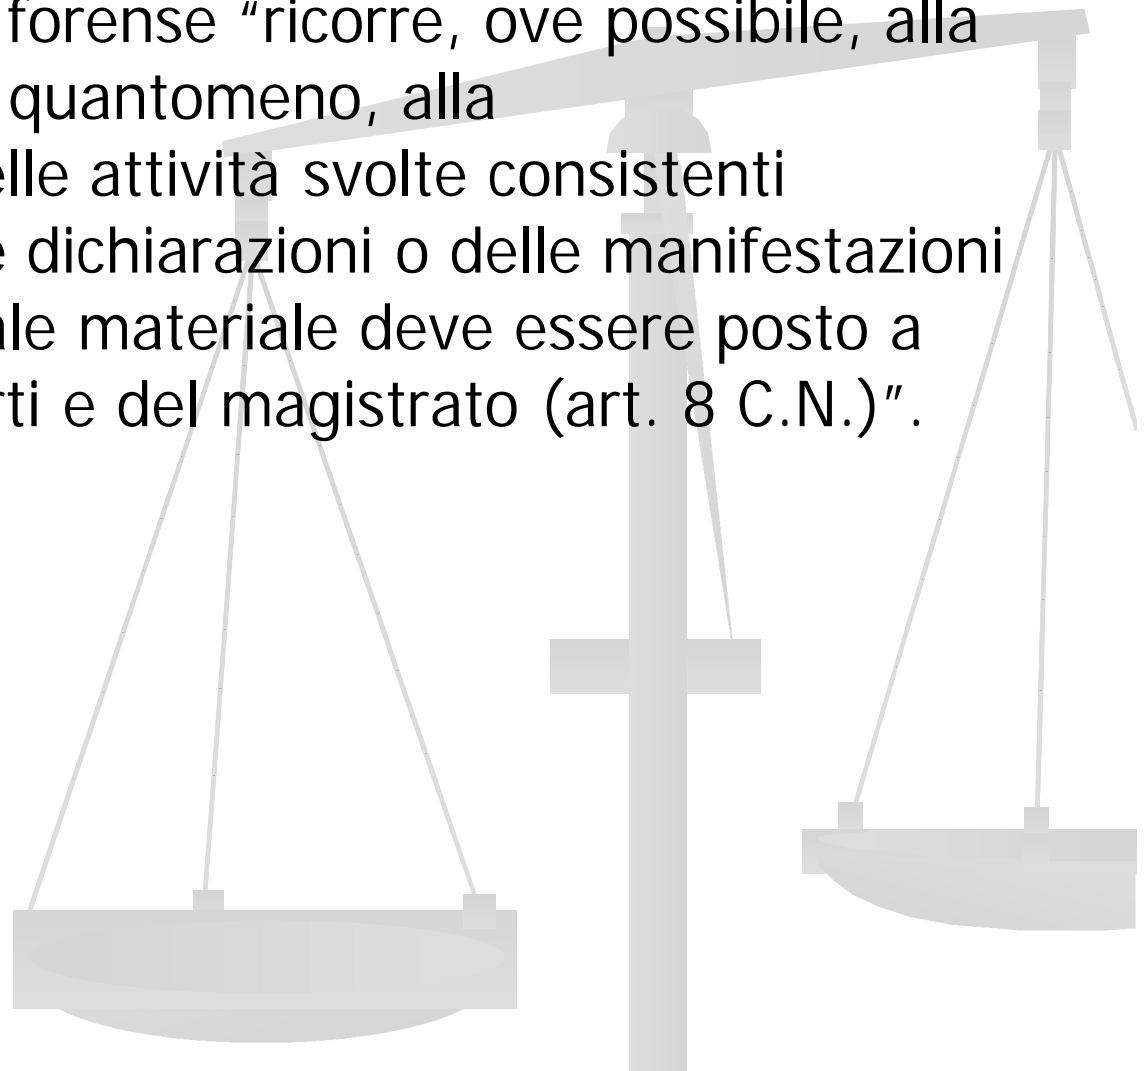 forense “ricorre, ove possibile, alla
quantomeno, alla
elle attività svolte consistenti
e dichiarazioni o delle manifestazioni
ale materiale deve essere posto a
rti e del magistrato (art. 8 C.N.)”.